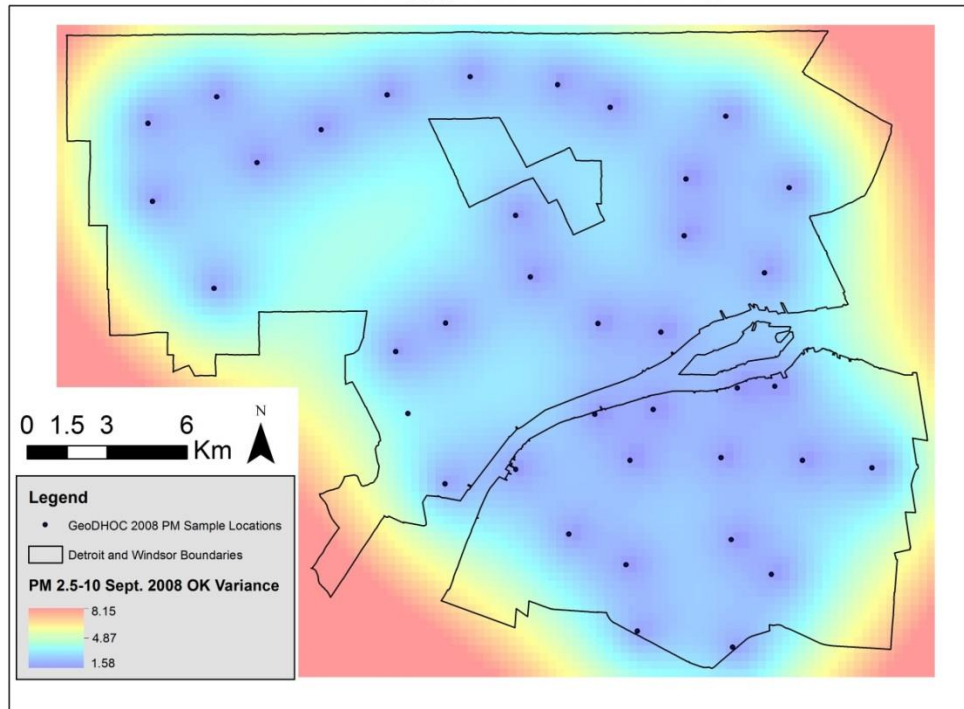 0 1.5 3 6
Km
N
Legend
GeoDHOC 2008 PM Sample Locations
Detroit and Windsor Boundaries
PM 2.5-10 Sept. 2008 OK Variance
8.15
4.87
1.58